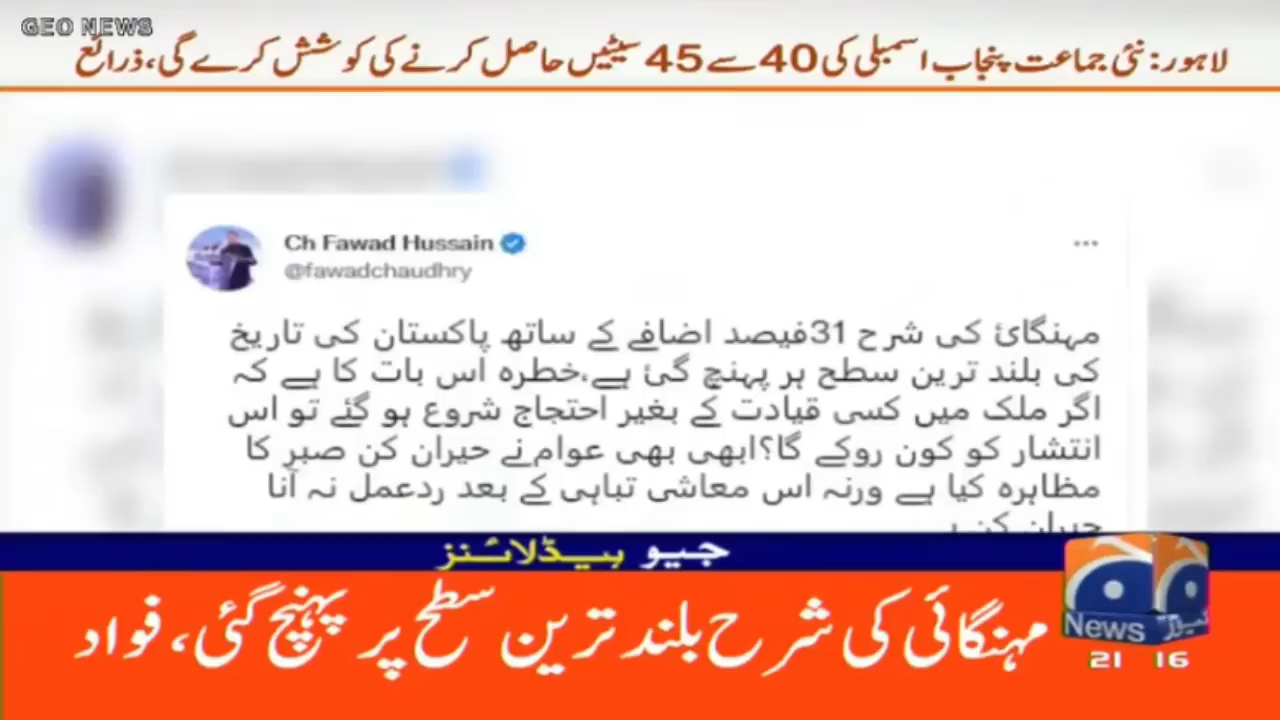 GEO NEWS
لاہور: نئی جماعت پنجاب اسمبلی کی 40 سے 45 سیٹیں حاصل کرنے کی کوشش کرے گی، ذرائع
Ch Fawad Hussain
@fawadchaudhry
مہنگائ کی شرح 31فیصد اضافے کے ساتھ پاکستان کی تاریخ
کی بلند ترین سطح ہر پہنچ گئ ہے،خطرہ اس بات کا ہے کہ
اگر ملک میں کسی قیادت کے بغیر احتجاج شروع ہو گئے تو اس
انتشار کو کون روکے گا؟ابھی بھی عوام نے حیران کن صبر کا
مظاہرہ کیا ہے ورنہ اس معاشی تباہی کے بعد ردعمل نہ آنا
حیران کن
جیو ہیڈلائنز
مہنگائی کی شرح بلند ترین سطح پر پہنچ گئی، فواد
News نیوز
21 16